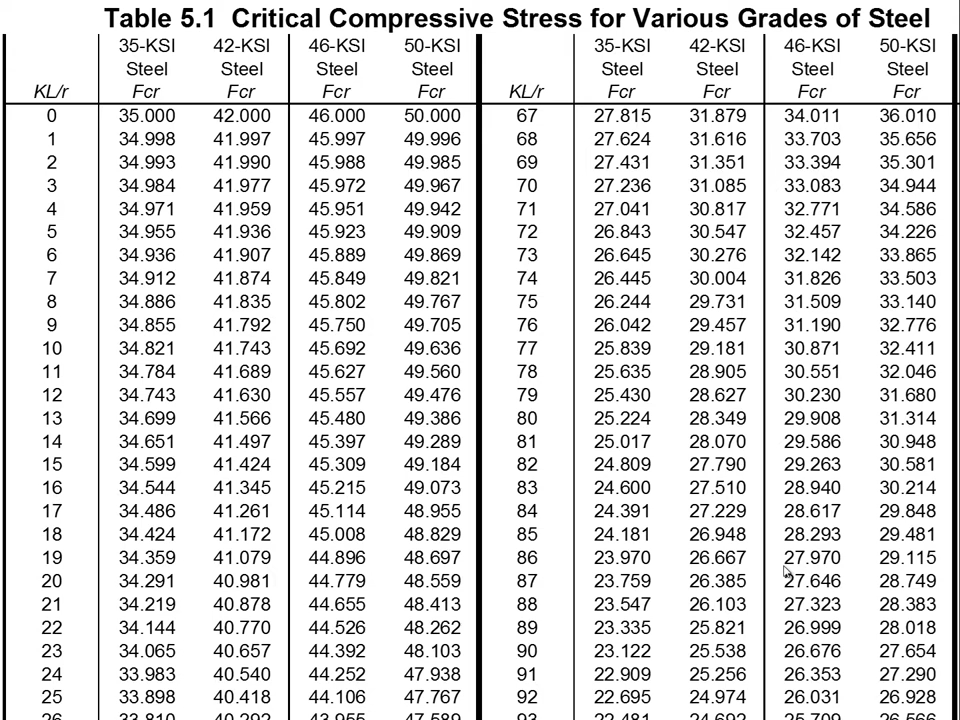 Table 5.1 Critical Compressive Stress for Various Grades of Steel
35-KSI 42-KSI 46-KSI 50-KSI 35-KSI 42-KSI 46-KSI 50-KSI
Steel Steel Steel Steel Steel Steel Steel Steel
KL/r Fcr Fcr Fcr Fcr KL/r Fcr Fcr Fcr Fcr
0 35.000 42.000 46.000 50.000 67 27.815 31.879 34.011 36.010
1 34.998 41.997 45.997 49.996 68 27.624 31.616 33.703 35.656
2 34.993 41.990 45.988 49.985 69 27.431 31.351 33.394 35.301
3 34.984 41.977 45.972 49.967 70 27.236 31.085 33.083 34.944
4 34.971 41.959 45.951 49.942 71 27.041 30.817 32.771 34.586
5 34.955 41.936 45.923 49.909 72 26.843 30.547 32.457 34.226
6 34.936 41.907 45.889 49.869 73 26.645 30.276 32.142 33.865
7 34.912 41.874 45.849 49.821 74 26.445 30.004 31.826 33.503
8 34.886 41.835 45.802 49.767 75 26.244 29.731 31.509 33.140
9 34.855 41.792 45.750 49.705 76 26.042 29.457 31.190 32.776
10 34.821 41.743 45.692 49.636 77 25.839 29.181 30.871 32.411
11 34.784 41.689 45.627 49.560 78 25.635 28.905 30.551 32.046
12 34.743 41.630 45.557 49.476 79 25.430 28.627 30.230 31.680
13 34.699 41.566 45.480 49.386 80 25.224 28.349 29.908 31.314
14 34.651 41.497 45.397 49.289 81 25.017 28.070 29.586 30.948
15 34.599 41.424 45.309 49.184 82 24.809 27.790 29.263 30.581
16 34.544 41.345 45.215 49.073 83 24.600 27.510 28.940 30.214
17 34.486 41.261 45.114 48.955 84 24.391 27.229 28.617 29.848
18 34.424 41.172 45.008 48.829 85 24.181 26.948 28.293 29.481
19 34.359 41.079 44.896 48.697 86 23.970 26.667 27.970 29.115
20 34.291 40.981 44.779 48.559 87 23.759 26.385 27.646 28.749
21 34.219 40.878 44.655 48.413 88 23.547 26.103 27.323 28.383
22 34.144 40.770 44.526 48.262 89 23.335 25.821 26.999 28.018
23 34.065 40.657 44.392 48.103 90 23.122 25.538 26.676 27.654
24 33.983 40.540 44.252 47.938 91 22.909 25.256 26.353 27.290
25 33.898 40.418 44.106 47.767 92 22.695 24.974 26.031 26.928
26 33.810 40.292 43.955 47.589 93 22.481 24.692 25.709 26.566